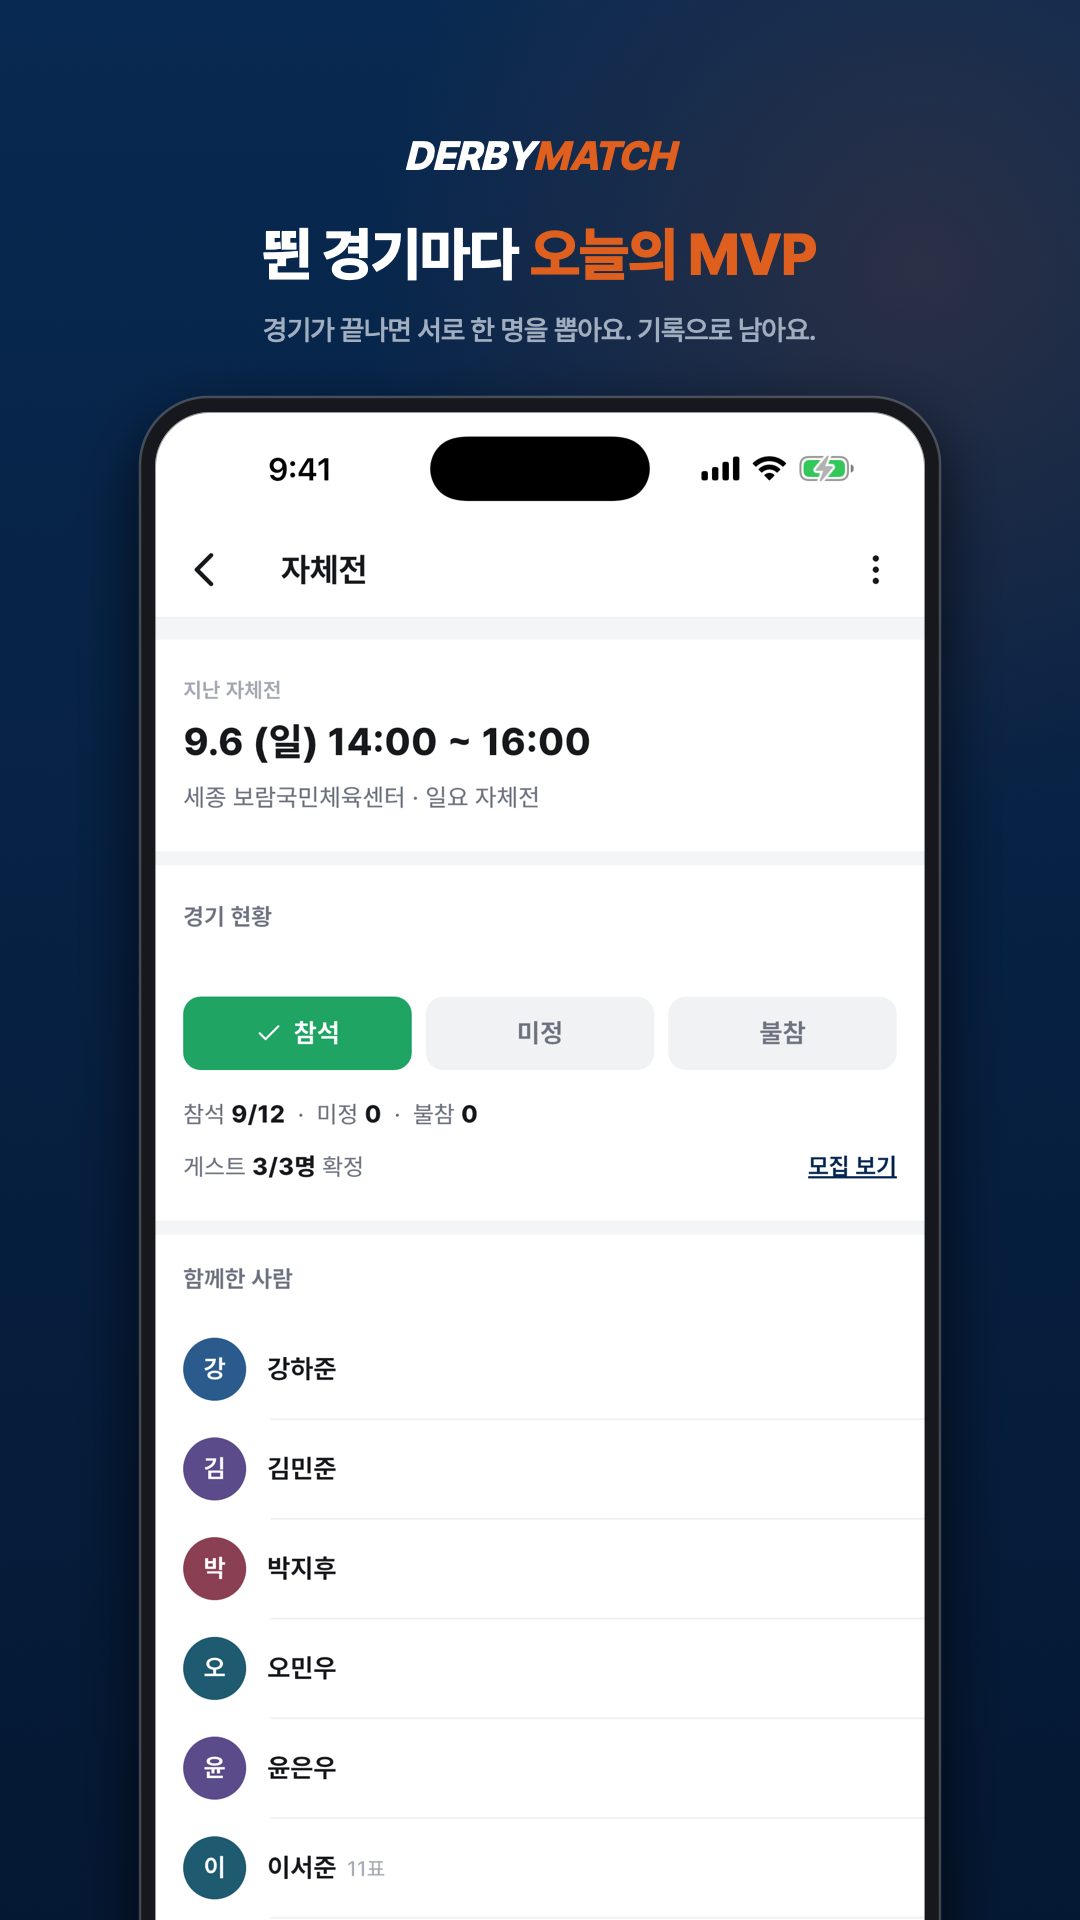 DERBYMATCH
뛴 경기마다 오늘의 MVP
경기가 끝나면 서로 한 명을 뽑아요. 기록으로 남아요.
9:41
자체전
지난 자체전
9.6 (일) 14:00 ~ 16:00
세종 보람국민체육센터 · 일요 자체전
경기 현황
참석 미정 불참
참석 9/12 · 미정 0 · 불참 0
게스트 3/3명 확정 모집 보기
함께한 사람
강 강하준
김 김민준
박 박지후
오 오민우
윤 윤은우
이 이서준 11표